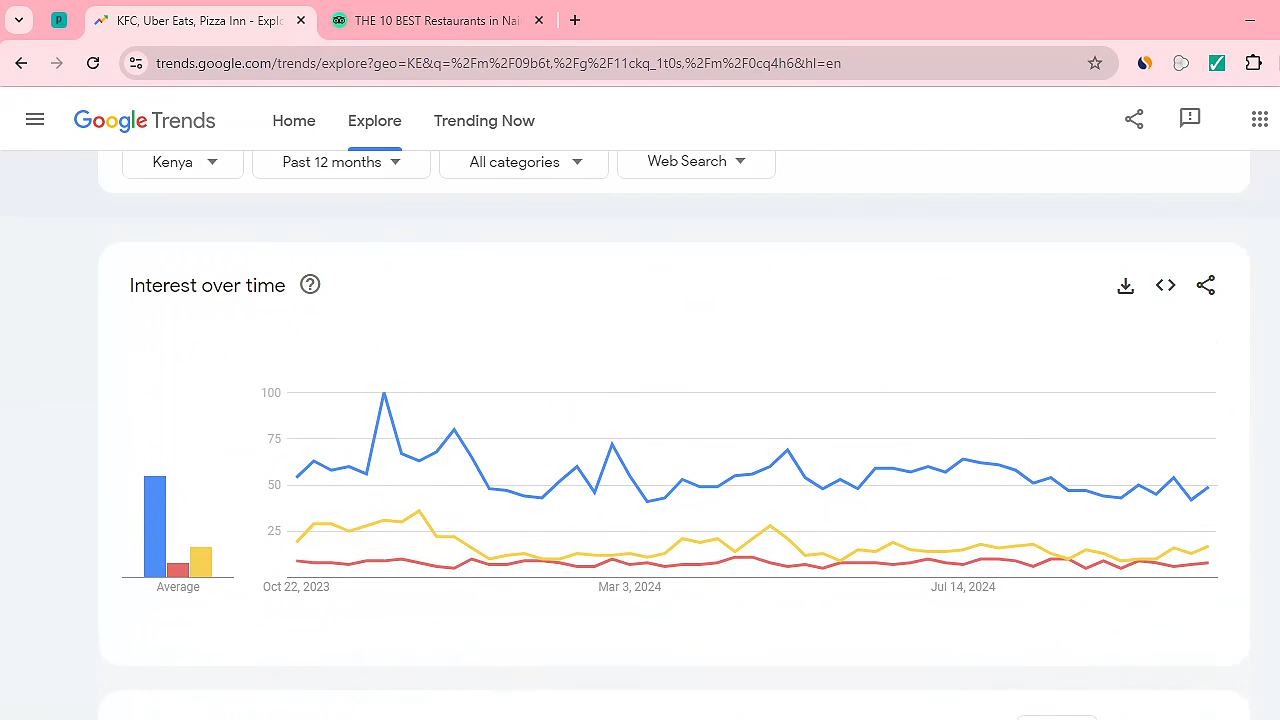 KFC, Uber Eats, Pizza Inn - Explo
THE 10 BEST Restaurants in Nai
trends.google.com/trends/explore?geo=KE&q=%2Fm%2F09b6t,%2Fg%2F11ckq_1t0s,%2Fm%2F0cq4h6&hl=en
Google Trends
Home
Explore
Trending Now
Kenya
Past 12 months
All categories
Web Search
Interest over time
100
75
50
25
Average
Oct 22, 2023
Mar 3, 2024
Jul 14, 2024